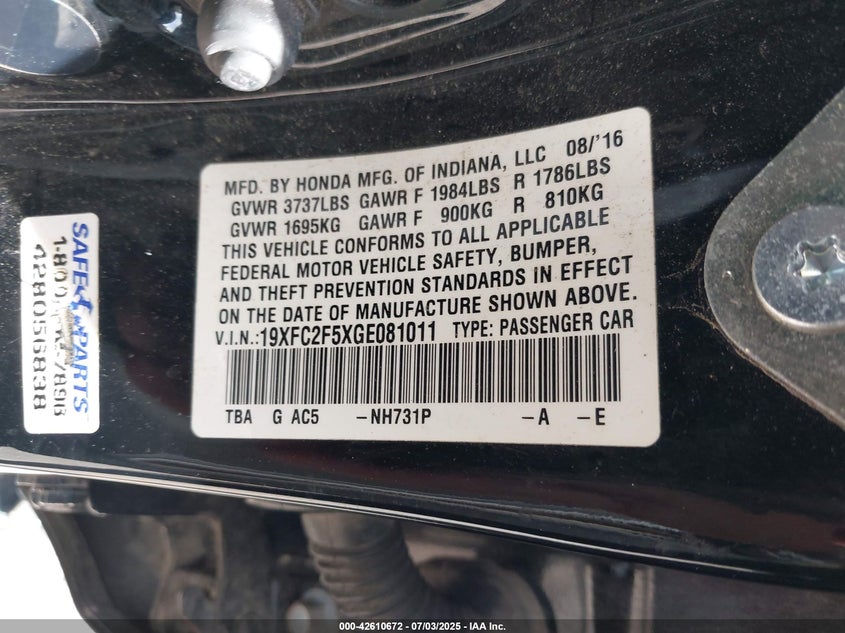 MFD. BY HONDA MFG. OF INDIANA, LLC 08/'16
GVWR 3737LBS GAWR F 1984LBS R 1786LBS
GVWR 1695KG GAWR F 900KG R 810KG
THIS VEHICLE CONFORMS TO ALL APPLICABLE
FEDERAL MOTOR VEHICLE SAFETY, BUMPER,
AND THEFT PREVENTION STANDARDS IN EFFECT
ON THE DATE OF MANUFACTURE SHOWN ABOVE.
V.I.N.:19XFC2F5XGE081011 TYPE: PASSENGER CAR
TBA G AC5 –NH731P –A –E
SAFE PARTS
428056838
000-42610672 - 07/03/2025 - IAA Inc.